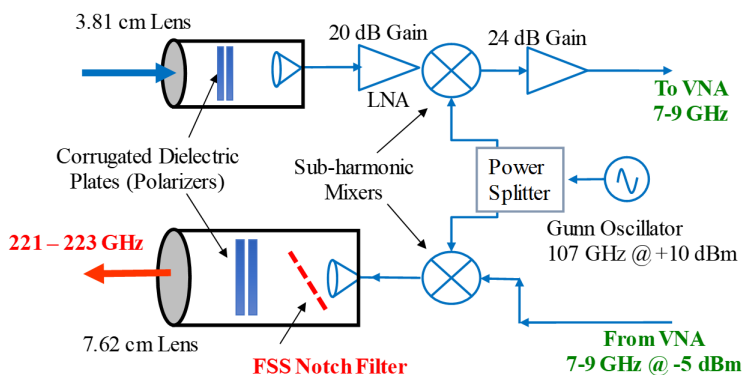 3.81 cm Lens
20 dB Gain
24 dB Gain
LNA
To VNA
7-9 GHz
Corrugated Dielectric
Plates (Polarizers)
Sub-harmonic
Mixers
Power
Splitter
Gunn Oscillator
107 GHz @ +10 dBm
221 – 223 GHz
7.62 cm Lens
FSS Notch Filter
From VNA
7-9 GHz @ -5 dBm